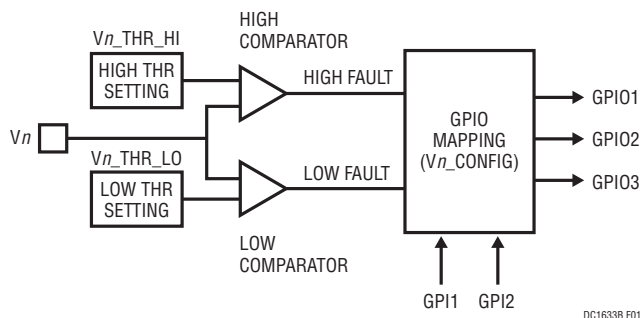 HIGH
COMPARATOR
Vn_THR_HI
HIGH THR
SETTING
HIGH FAULT
Vn
Vn_THR_LO
LOW THR
SETTING
LOW FAULT
LOW
COMPARATOR
GPIO
MAPPING
(Vn_CONFIG)
GPIO1
GPIO2
GPIO3
GPI1
GPI2
DC1633B F01